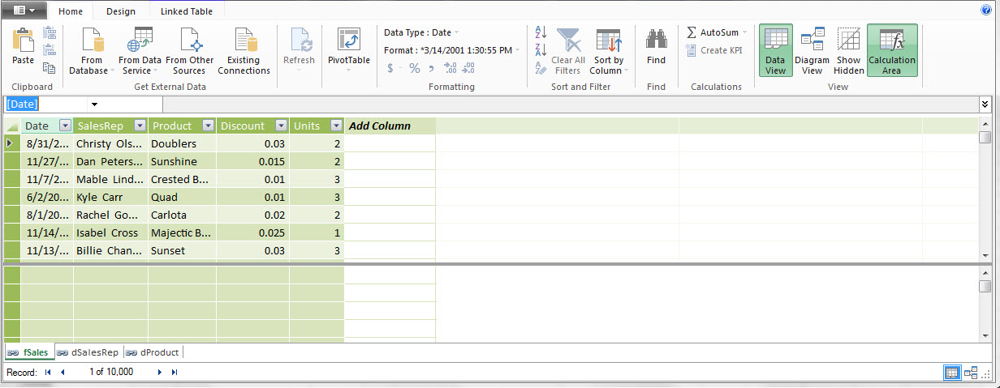 Home Design Linked Table
Data Type : Date
AutoSum
Format : *3/14/2001 1:30:55 PM
Create KPI
$ % , .00 .0
Paste
From Database
From Data Service
From Other Sources
Existing Connections
Refresh
PivotTable
Clear All Filters
Sort by Column
Find
Data View
Diagram View
Show Hidden
Calculation Area
Clipboard Get External Data Formatting Sort and Filter Find Calculations View
[Date]
Date SalesRep Product Discount Units Add Column
8/31/2... Christy Ols... Doublers 0.03 2
11/27/... Dan Peters... Sunshine 0.015 2
11/7/2... Mable Lind... Crested B... 0.01 3
6/2/20... Kyle Carr Quad 0.01 3
8/1/20... Rachel Go... Carlota 0.02 2
11/14/... Isabel Cross Majectic B... 0.025 1
11/13/... Billie Chan... Sunset 0.03 3
fSales dSalesRep dProduct
Record: 1 of 10,000